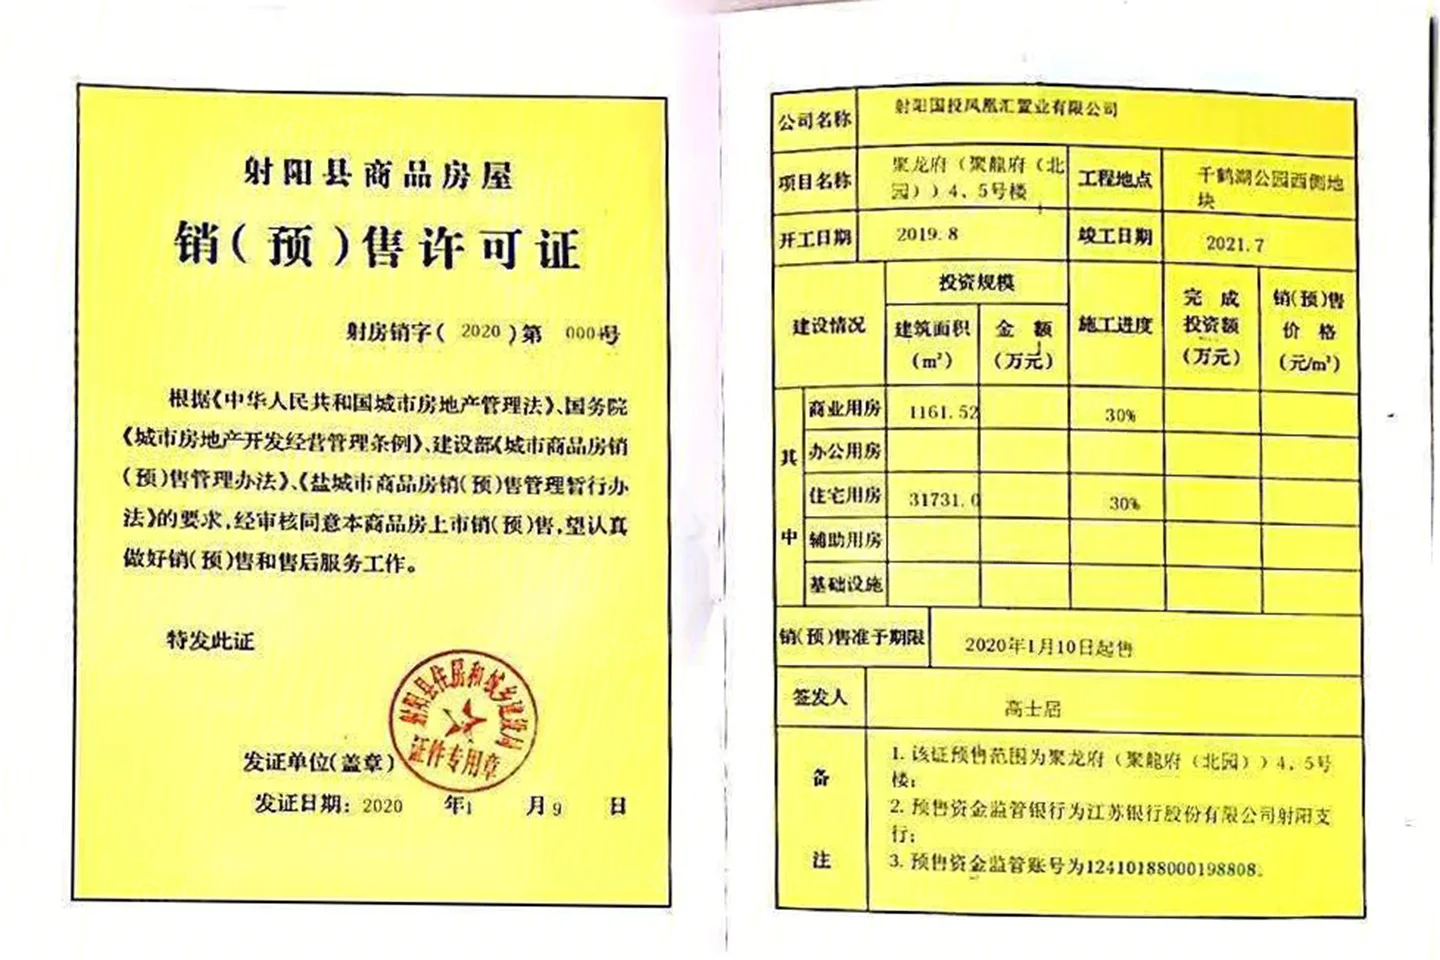 射阳县商品房屋
销(预)售许可证
射房销字(2020)第 000 号
根据《中华人民共和国城市房地产管理法》、国务院
《城市房地产开发经营管理条例》、建设部《城市商品房销
(预)售管理办法》、《盐城市商品房销(预)售管理暂行办
法》的要求,经审核同意本商品房上市销(预)售,望认真
做好销(预)售和售后服务工作。
特发此证
射阳县住房和城乡建设局
证件专用章
发证单位(盖章)
发证日期: 2020 年1 月9 日
公司名称 射阳国投凤凰汇置业有限公司
项目名称 聚龙府(聚龍府(北
园))4、5号楼
工程地点 千鹤湖公园西侧地
块
开工日期 2019.8 竣工日期 2021.7
建设情况 投资规模
建筑面积
(m²)
金 额
(万元)
施工进度
完 成
投资额
(万元)
销(预)售
价 格
(元/m²)
其中
商业用房 1161.52 30%
办公用房
住宅用房 31731.0 30%
辅助用房
基础设施
销(预)售准予期限 2020年1月10日起售
签发人 高士居
备注
1. 该证预售范围为聚龙府(聚龍府(北园))4、5号
楼;
2. 预售资金监管银行为江苏银行股份有限公司射阳支
行;
3. 预售资金监管账号为12410188000198808。